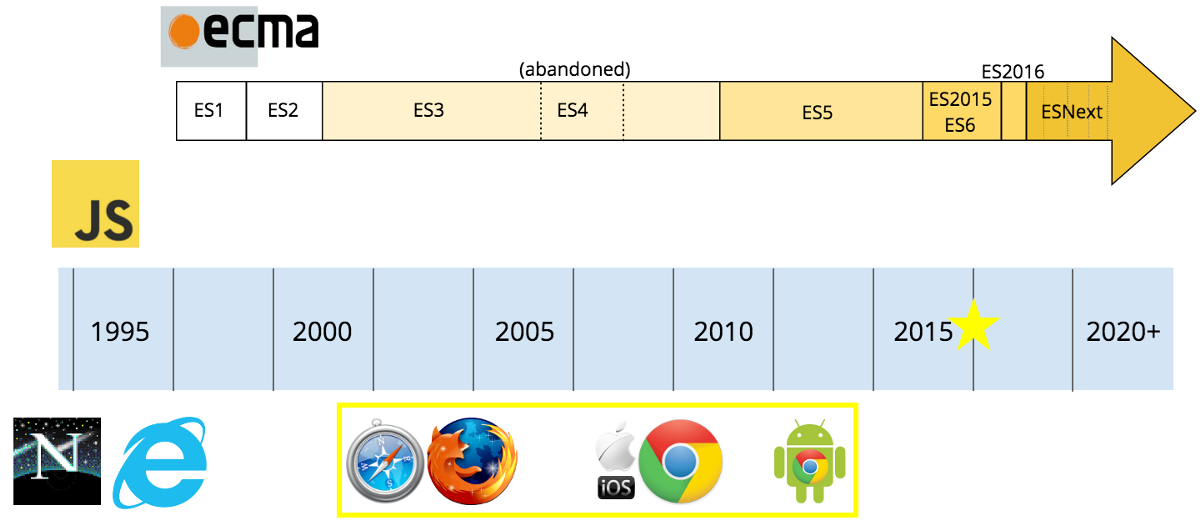 ecma
(abandoned)
ES2016
ES1
ES2
ES3
ES4
ES5
ES2015
ES6
ESNext
JS
1995
2000
2005
2010
2015
2020+
N
iOS